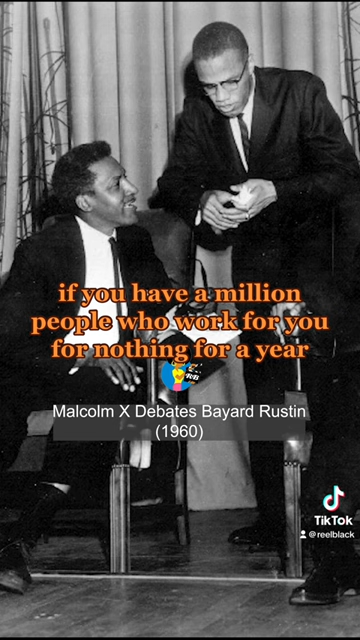 if you have a million
people who work for you
for nothing for a year
Malcolm X Debates Bayard Rustin
(1960)
TikTok
@reelblack